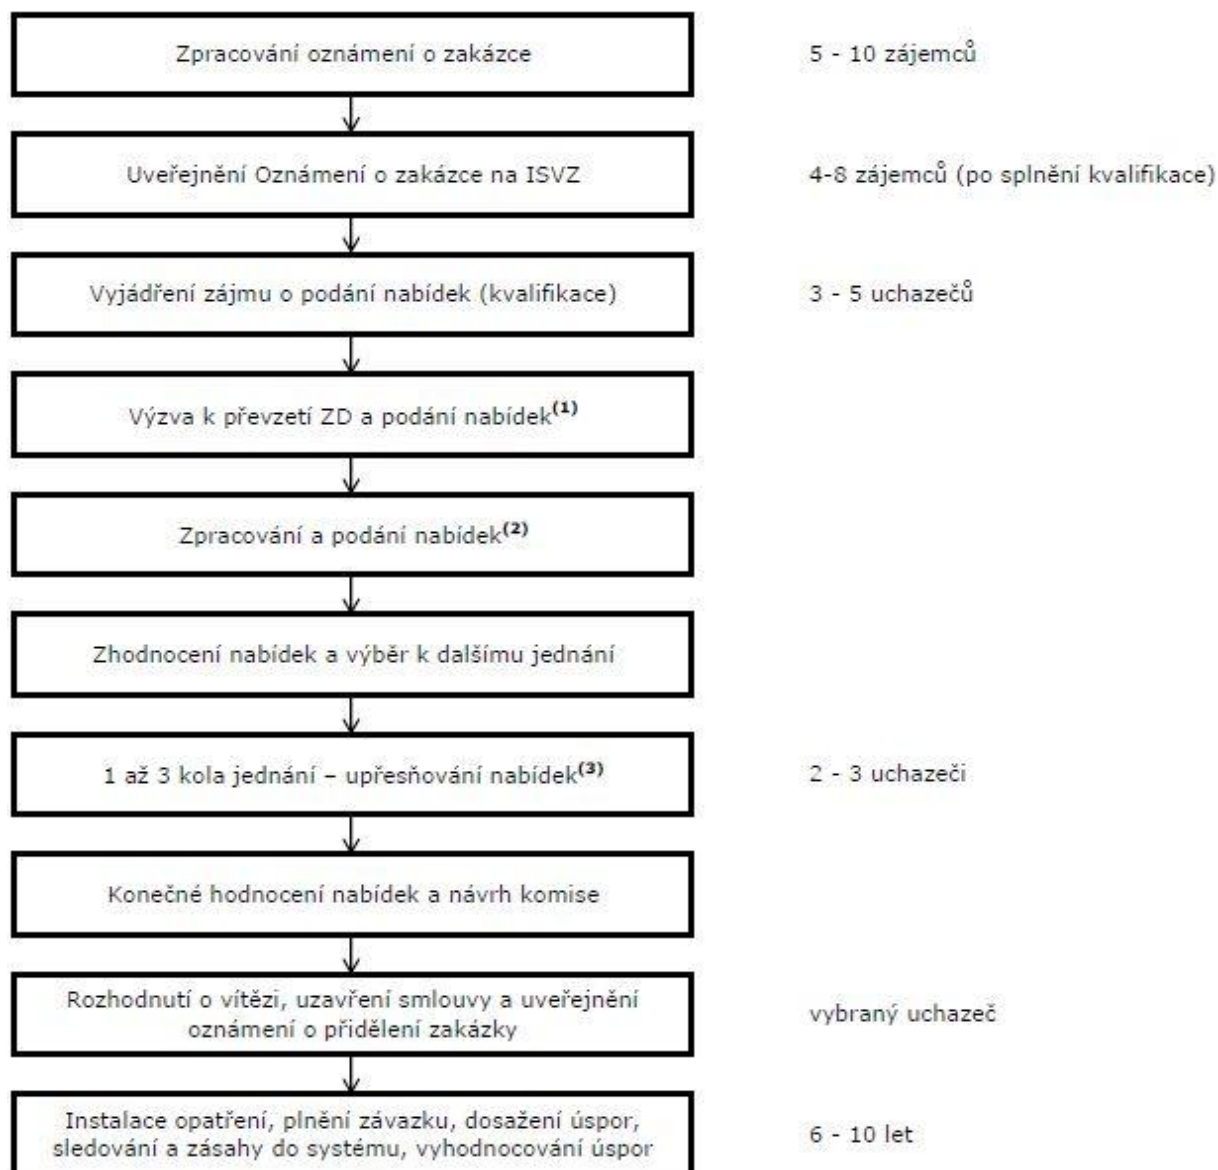 Zpracování oznámení o zakázce
5 - 10 zájemců
Uveřejnění Oznámení o zakázce na ISVZ
4-8 zájemců (po splnění kvalifikace)
Vyjádření zájmu o podání nabídek (kvalifikace)
3 - 5 uchazečů
Výzva k převzetí ZD a podání nabídek(1)
Zpracování a podání nabídek(2)
Zhodnocení nabídek a výběr k dalšímu jednání
1 až 3 kola jednání – upřesňování nabídek(3)
2 - 3 uchazeči
Konečné hodnocení nabídek a návrh komise
Rozhodnutí o vítězi, uzavření smlouvy a uveřejnění
oznámení o přidělení zakázky
vybraný uchazeč
Instalace opatření, plnění závazku, dosažení úspor,
sledování a zásahy do systému, vyhodnocování úspor
6 - 10 let